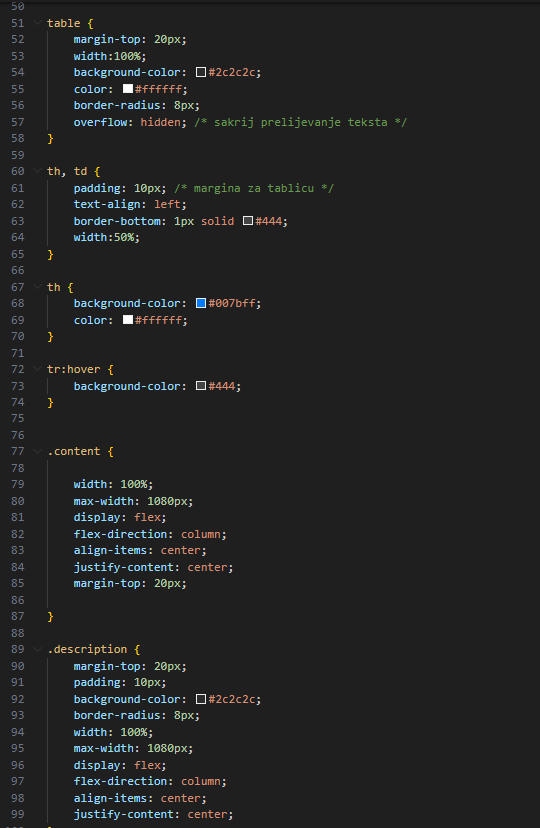 50
51 table {
52 margin-top: 20px;
53 width:100%;
54 background-color: #2c2c2c;
55 color: #ffffff;
56 border-radius: 8px;
57 overflow: hidden; /* sakrij prelijevanje teksta */
58 }
59
60 th, td {
61 padding: 10px; /* margina za tablicu */
62 text-align: left;
63 border-bottom: 1px solid #444;
64 width:50%;
65 }
66
67 th {
68 background-color: #007bff;
69 color: #ffffff;
70 }
71
72 tr:hover {
73 background-color: #444;
74 }
75
76
77 .content {
78
79 width: 100%;
80 max-width: 1080px;
81 display: flex;
82 flex-direction: column;
83 align-items: center;
84 justify-content: center;
85 margin-top: 20px;
86
87 }
88
89 .description {
90 margin-top: 20px;
91 padding: 10px;
92 background-color: #2c2c2c;
93 border-radius: 8px;
94 width: 100%;
95 max-width: 1080px;
96 display: flex;
97 flex-direction: column;
98 align-items: center;
99 justify-content: center;